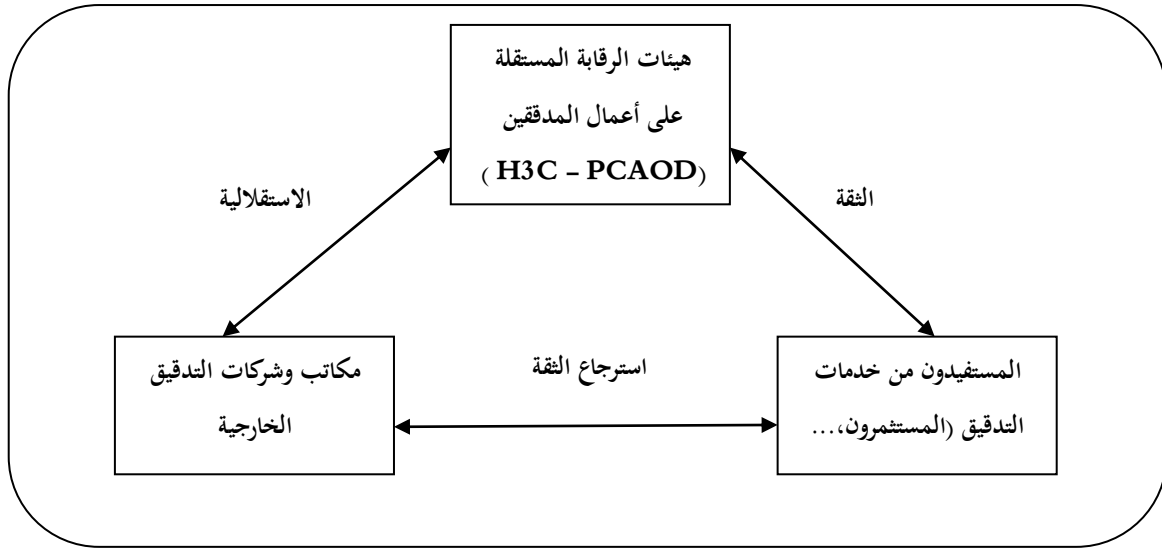 هيئات الرقابة المستقلة
على أعمال المدققين
(H3C – PCAOD )
الثقة
الاستقلالية
استرجاع الثقة
المستفيدون من خدمات
التدقيق (المستثمرون،...
مكاتب وشركات التدقيق
الخارجية